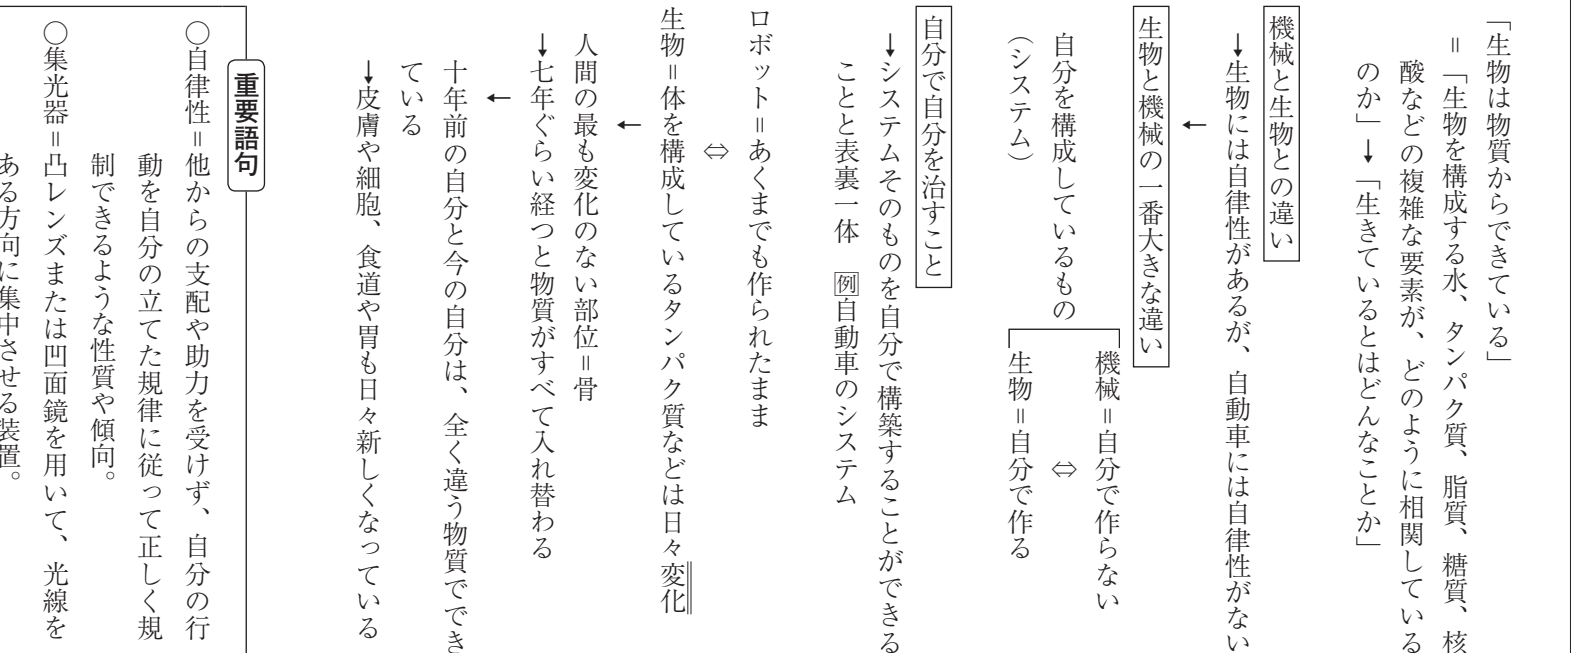 「生物は物質からできている」
＝「生物を構成する水、タンパク質、脂質、糖質、核
酸などの複雑な要素が、どのように相関している
のか」→「生きているとはどんなことか」
機械と生物との違い
→生物には自律性があるが、自動車には自律性がない
←
生物と機械の一番大きな違い
自分を構成しているもの
（システム）
機械＝自分で作らない
⇔
生物＝自分で作る
自分で自分を治すこと
→システムそのものを自分で構築することができる
ことと表裏一体　例自動車のシステム
ロボット＝あくまでも作られたまま
⇔
生物＝体を構成しているタンパク質などは日々変化
←
人間の最も変化のない部位＝骨
→七年ぐらい経つと物質がすべて入れ替わる
←
十年前の自分と今の自分は、全く違う物質ででき
ている
→皮膚や細胞、食道や胃も日々新しくなっている
重要語句
○自律性＝他からの支配や助力を受けず、自分の行
動を自分の立てた規律に従って正しく規
制できるような性質や傾向。
○集光器＝凸レンズまたは凹面鏡を用いて、光線を
ある方向に集中させる装置。